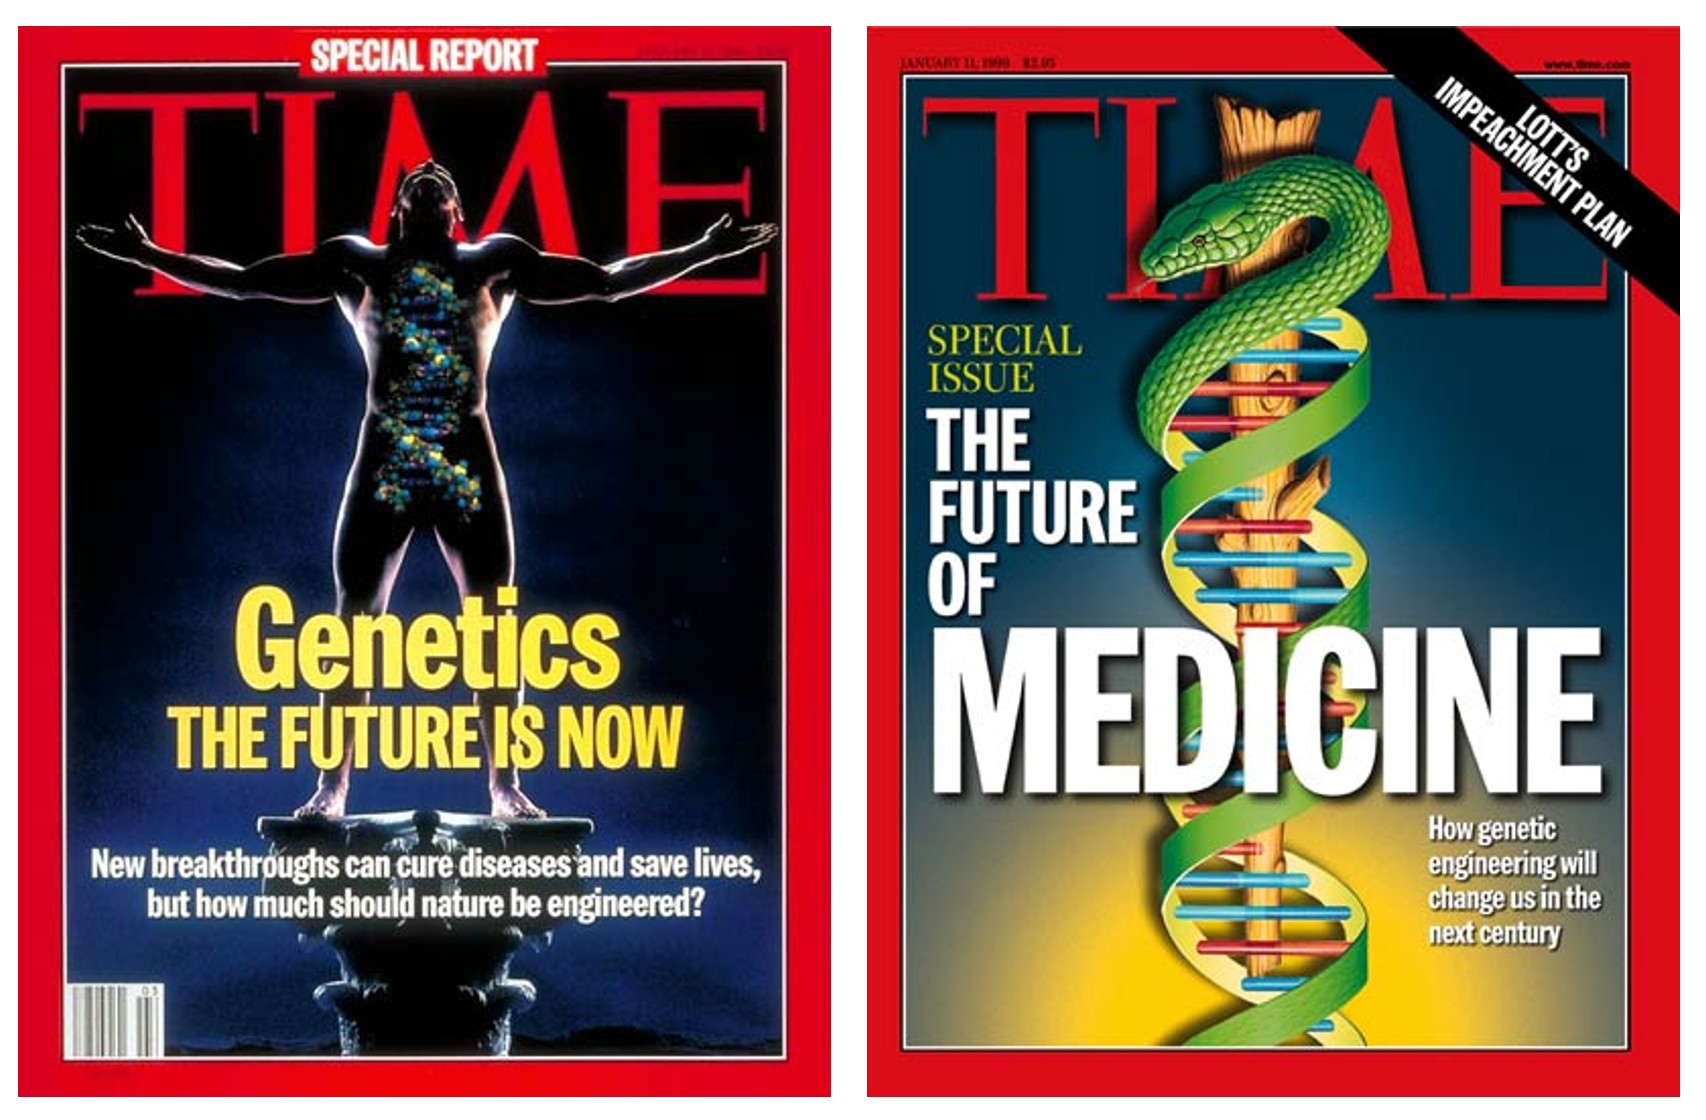 SPECIAL REPORT
TIME
Genetics
THE FUTURE IS NOW
New breakthroughs can cure diseases and save lives,
but how much should nature be engineered?
03
JANUARY 11, 1999 $2.95
www.time.com
TIME
LOTT'S
IMPEACHMENT PLAN
SPECIAL
ISSUE
THE
FUTURE
OF
MEDICINE
How genetic
engineering will
change us in the
next century